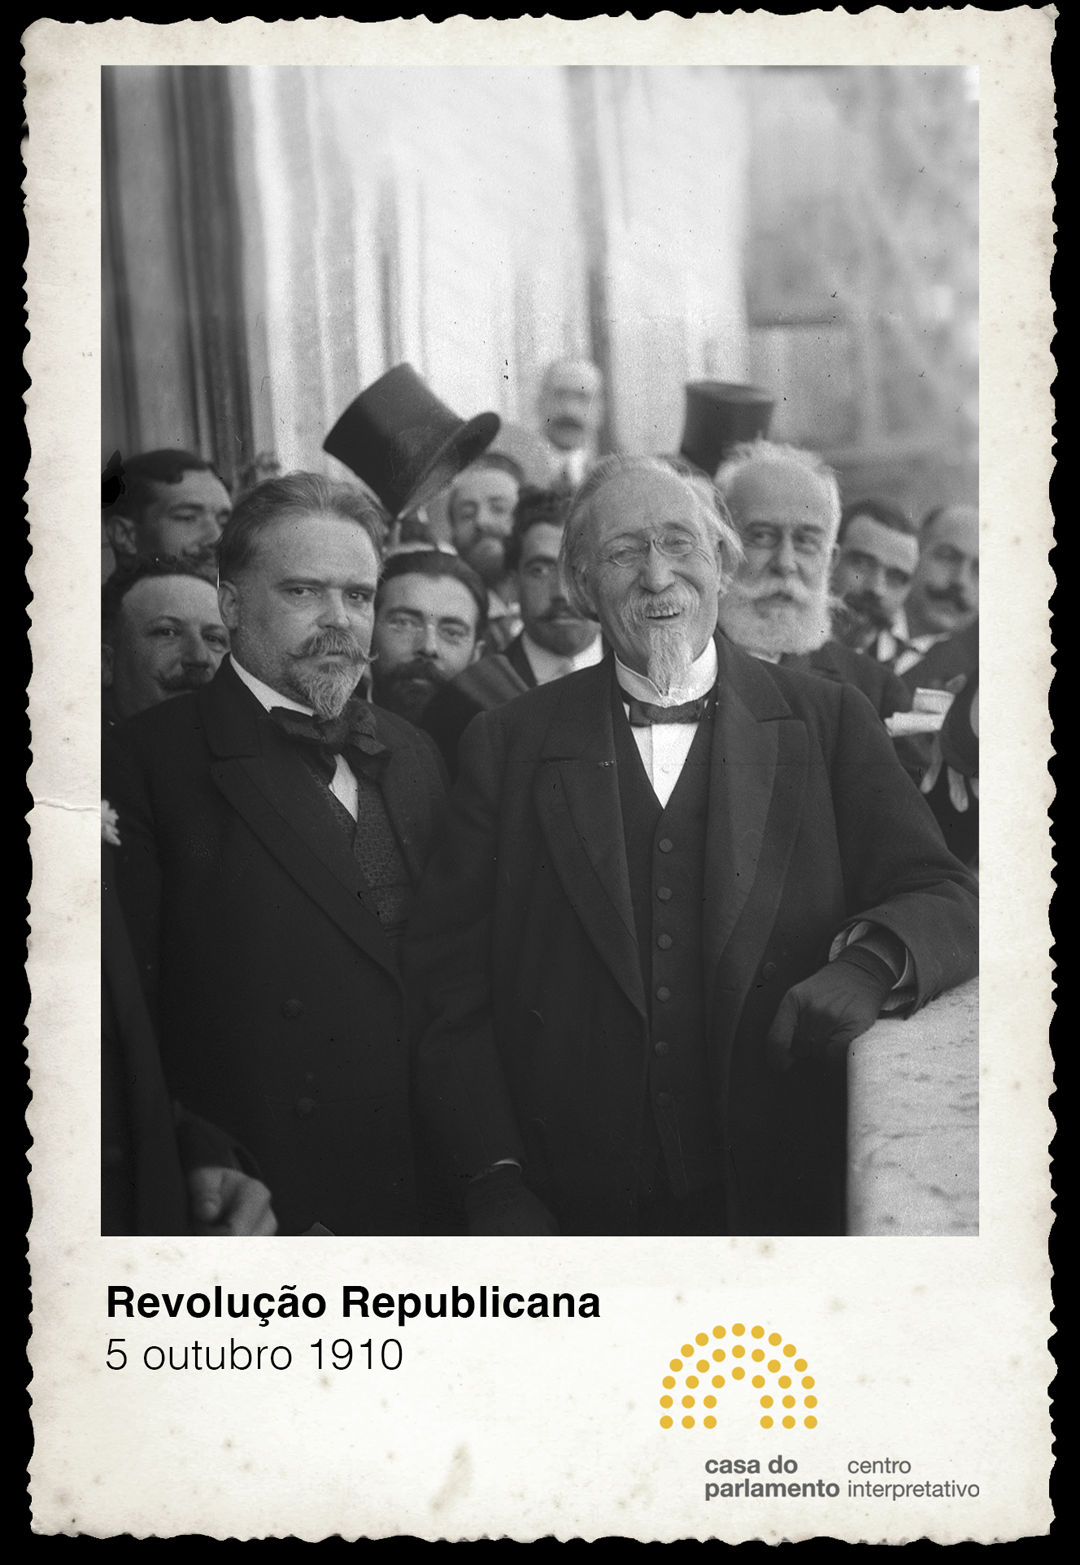 Revolução Republicana
5 outubro 1910
casa do
parlamento
centro
interpretativo